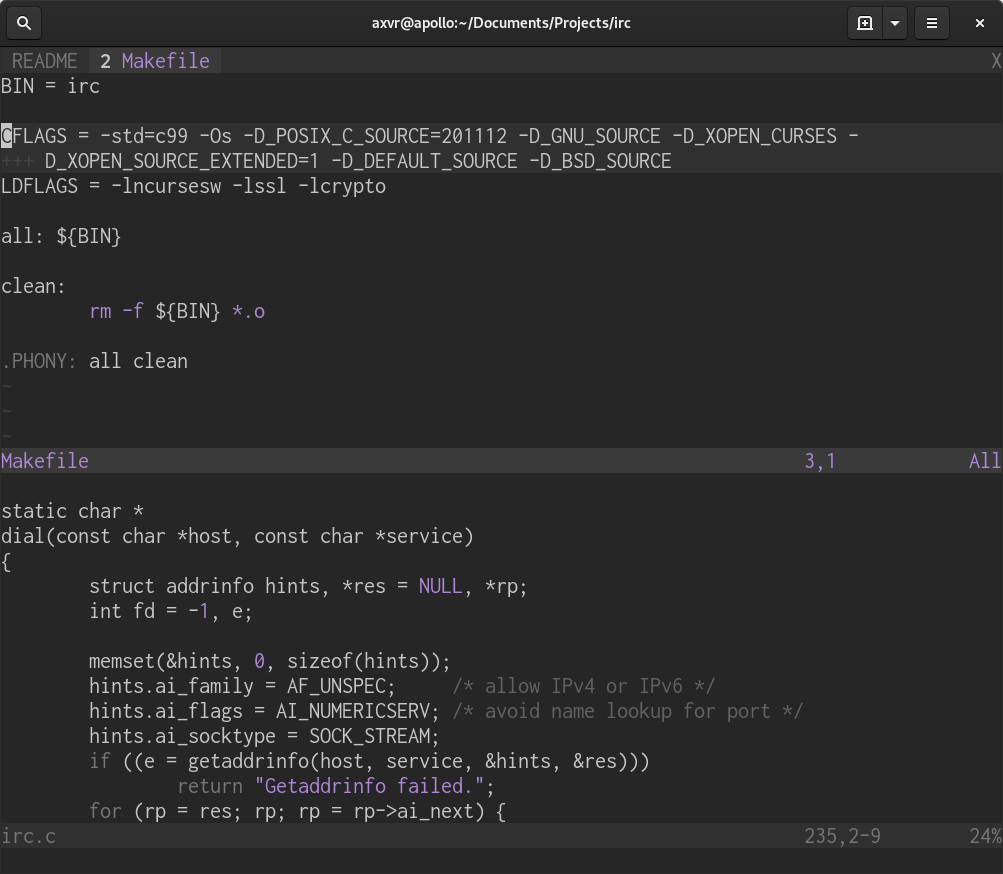 axvr@apollo:~/Documents/Projects/irc
README  2 Makefile X
BIN = irc
CFLAGS = -std=c99 -Os -D_POSIX_C_SOURCE=201112 -D_GNU_SOURCE -D_XOPEN_CURSES -
+++ D_XOPEN_SOURCE_EXTENDED=1 -D_DEFAULT_SOURCE -D_BSD_SOURCE
LDFLAGS = -lncursesw -lssl -lcrypto
all: ${BIN}
clean:
        rm -f ${BIN} *.o
.PHONY: all clean
~
~
~
Makefile 3,1 All
static char *
dial(const char *host, const char *service)
{
        struct addrinfo hints, *res = NULL, *rp;
        int fd = -1, e;
        memset(&hints, 0, sizeof(hints));
        hints.ai_family = AF_UNSPEC;     /* allow IPv4 or IPv6 */
        hints.ai_flags = AI_NUMERICSERV; /* avoid name lookup for port */
        hints.ai_socktype = SOCK_STREAM;
        if ((e = getaddrinfo(host, service, &hints, &res)))
                return "Getaddrinfo failed.";
        for (rp = res; rp; rp = rp->ai_next) {
irc.c 235,2-9 24%